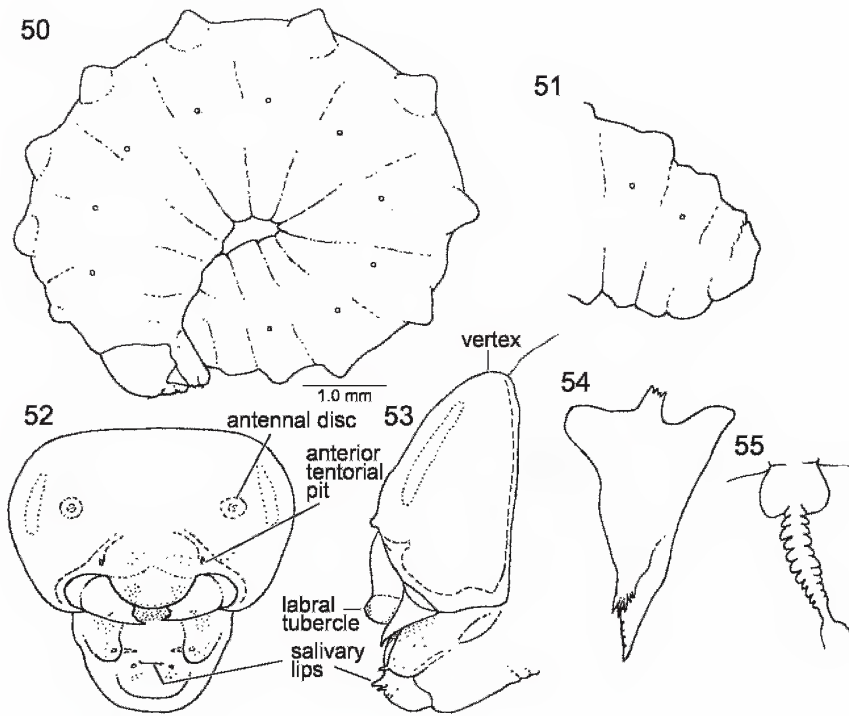 50
51
1.0 mm
vertex
52
antennal disc
anterior
tentorial
pit
53
54
55
labral
tubercle
salivary
lips